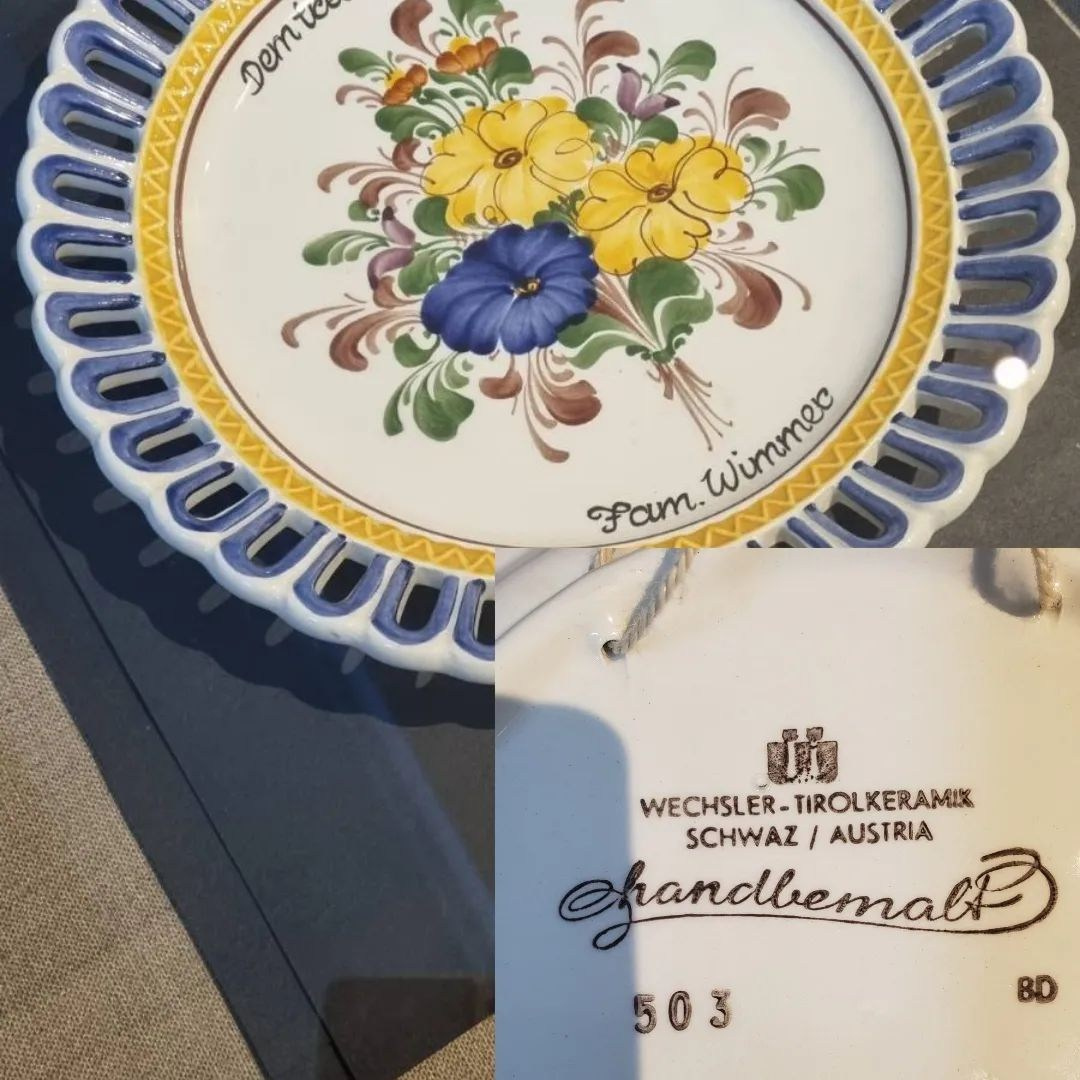 Dem
Fam. Wimmer
WECHSLER-TIROLKERAMIK
SCHWAZ / AUSTRIA
handbemalt
503
BD